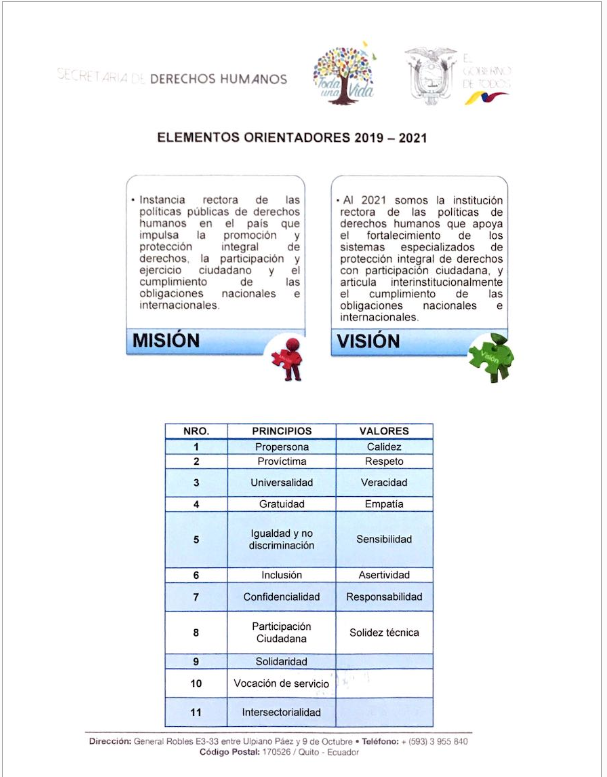 SECRETARÍA DE DERECHOS HUMANOS
Toda
una Vida
EL
GOBIERNO
DE TODOS
ELEMENTOS ORIENTADORES 2019 – 2021
• Instancia rectora de las
políticas públicas de derechos
humanos en el país que
impulsa la promoción y
protección integral de
derechos, la participación y
ejercicio ciudadano y el
cumplimiento de las
obligaciones nacionales e
internacionales.
MISIÓN
• Al 2021 somos la institución
rectora de las políticas de
derechos humanos que apoya
el fortalecimiento de los
sistemas especializados de
protección integral de derechos
con participación ciudadana, y
articula interinstitucionalmente
el cumplimiento de las
obligaciones nacionales e
internacionales.
VISIÓN
Visión
NRO. PRINCIPIOS VALORES
1 Propersona Calidez
2 Províctima Respeto
3 Universalidad Veracidad
4 Gratuidad Empatía
5 Igualdad y no discriminación Sensibilidad
6 Inclusión Asertividad
7 Confidencialidad Responsabilidad
8 Participación Ciudadana Solidez técnica
9 Solidaridad
10 Vocación de servicio
11 Intersectorialidad
Dirección: General Robles E3-33 entre Ulpiano Páez y 9 de Octubre • Teléfono: + (593) 3 955 840
Código Postal: 170526 / Quito - Ecuador